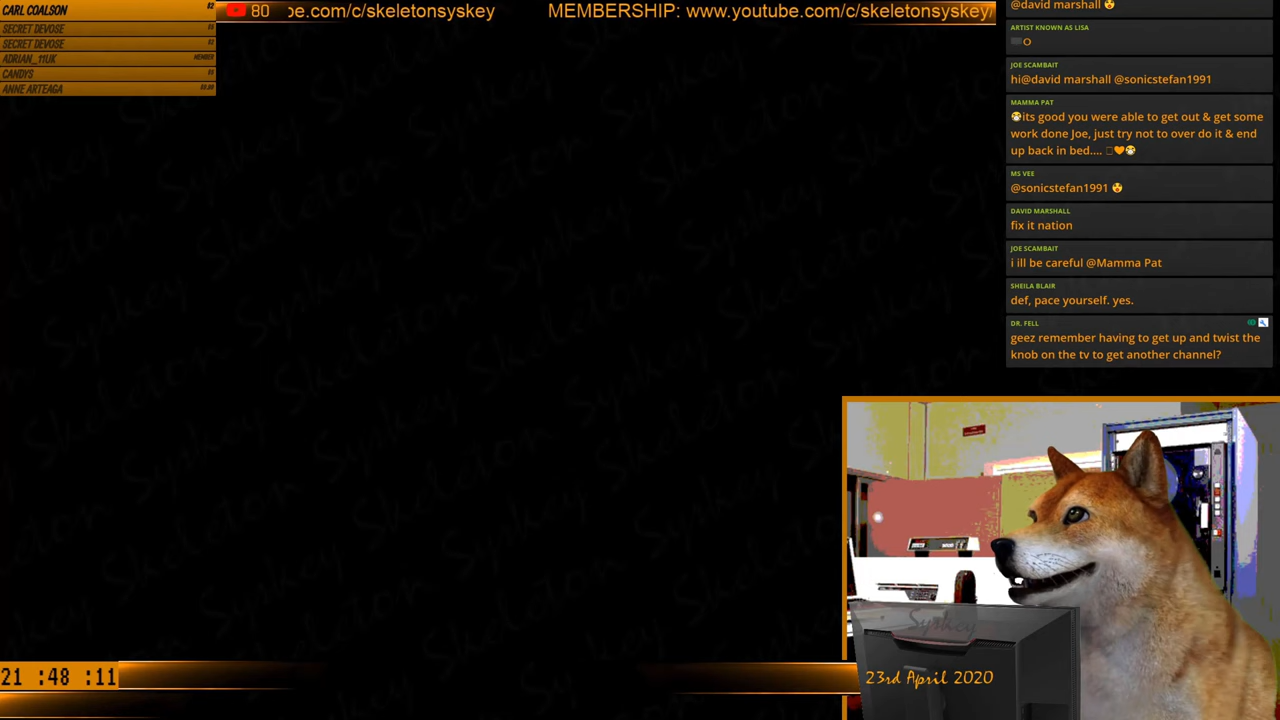 CARL COALSON $2
SECRET DEVOSE
SECRET DEVOSE
ADRIAN_11UK MEMBER
CANDYS
ANNE ARTEAGA
80 be.com/c/skeletonsyskey MEMBERSHIP: www.youtube.com/c/skeletonsyskey/
@david marshall 😲
ARTIST KNOWN AS LISA
JOE SCAMBAIT
hi@david marshall @sonicstefan1991
MAMMA PAT
😷its good you were able to get out & get some
work done Joe, just try not to over do it & end
up back in bed.... 🧡😷
MS VEE
@sonicstefan1991 😲
DAVID MARSHALL
fix it nation
JOE SCAMBAIT
i ill be careful @Mamma Pat
SHEILA BLAIR
def, pace yourself. yes.
DR. FELL
geez remember having to get up and twist the
knob on the tv to get another channel?
Syskey
21 :48 :11
23rd April 2020